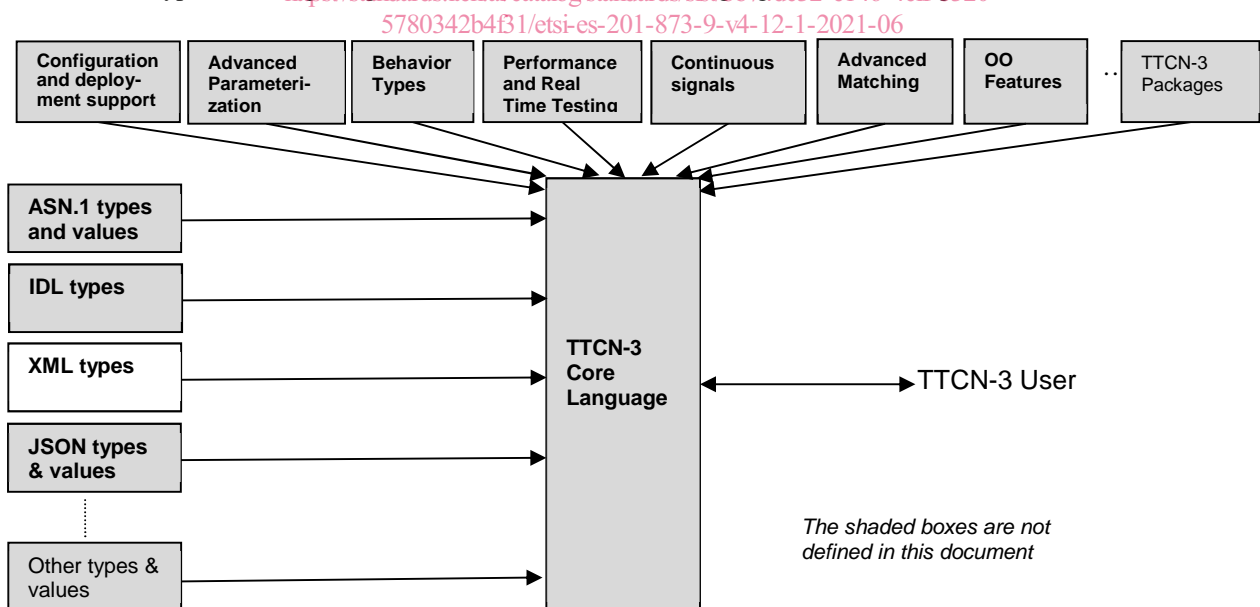 5780342b4f31/etsi-es-201-873-9-v4-12-1-2021-06
Configuration
and deploy-
ment support
Advanced
Parameteri-
zation
Behavior
Types
Performance
and Real
Time Testing
Continuous
signals
Advanced
Matching
OO
Features
..
TTCN-3
Packages
ASN.1 types
and values
IDL types
XML types
JSON types
& values
Other types &
values
TTCN-3
Core
Language
TTCN-3 User
The shaded boxes are not
defined in this document